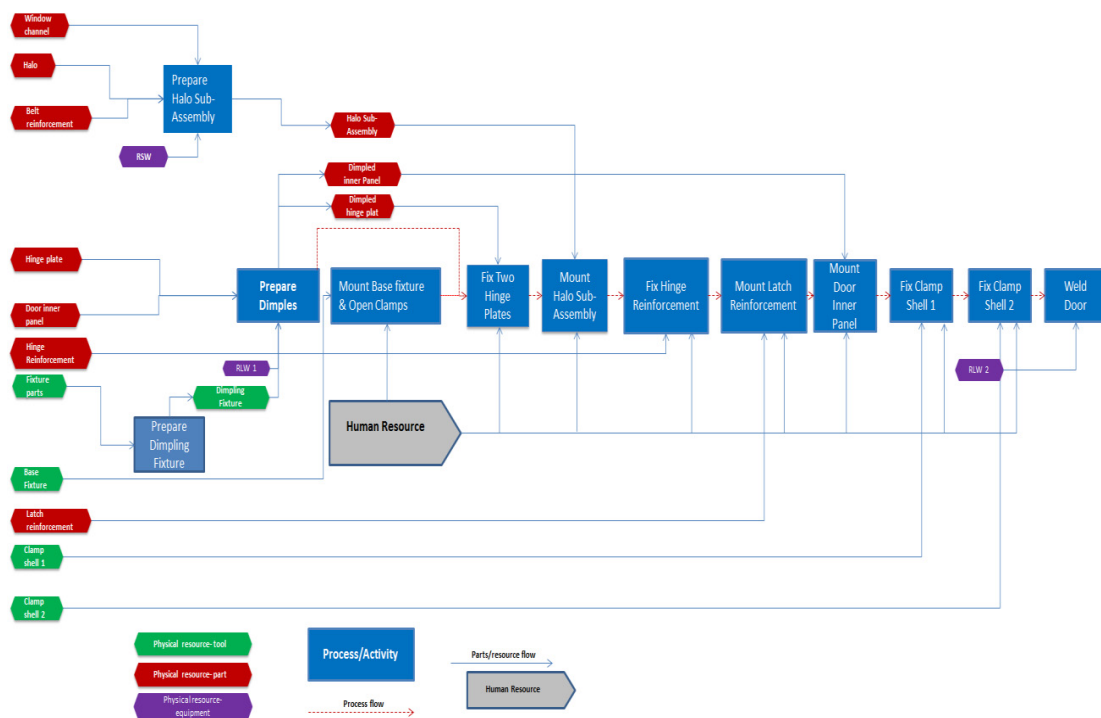 Window
channel
Halo
Belt
reinforcement
Prepare
Halo Sub-
Assembly
RSW
Halo Sub-
Assembly
Dimpled
inner Panel
Dimpled
hinge plat
Hinge plate
Door inner
panel
Hinge
Reinforcement
Fixture
parts
Prepare
Dimples
Mount Base fixture
& Open Clamps
Fix Two
Hinge
Plates
Mount
Halo Sub-
Assembly
Fix Hinge
Reinforcement
Mount Latch
Reinforcement
Mount
Door
Inner
Panel
Fix Clamp
Shell 1
Fix Clamp
Shell 2
Weld
Door
RLW 1
RLW 2
Dimpling
Fixture
Prepare
Dimpling
Fixture
Human Resource
Base
Fixture
Latch
reinforcement
Clamp
shell 1
Clamp
shell 2
Physical resource-tool
Physical resource-part
Physical resource-
equipment
Process/Activity
Process flow
Parts/resource flow
Human Resource